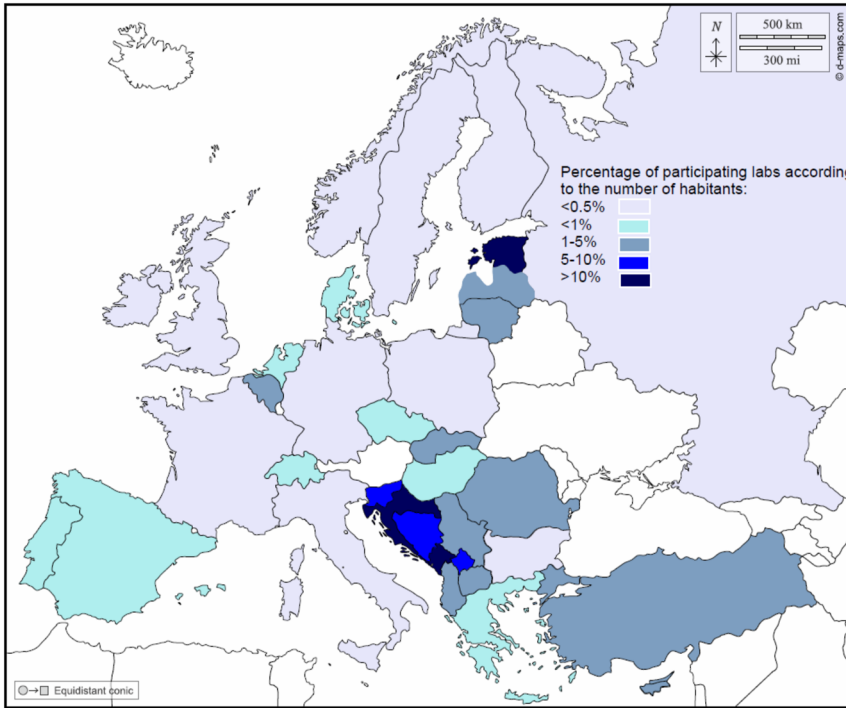 N
500 km
300 mi
© d-maps.com
Percentage of participating labs according
to the number of habitants:
<0.5%
<1%
1-5%
5-10%
>10%
Equidistant conic